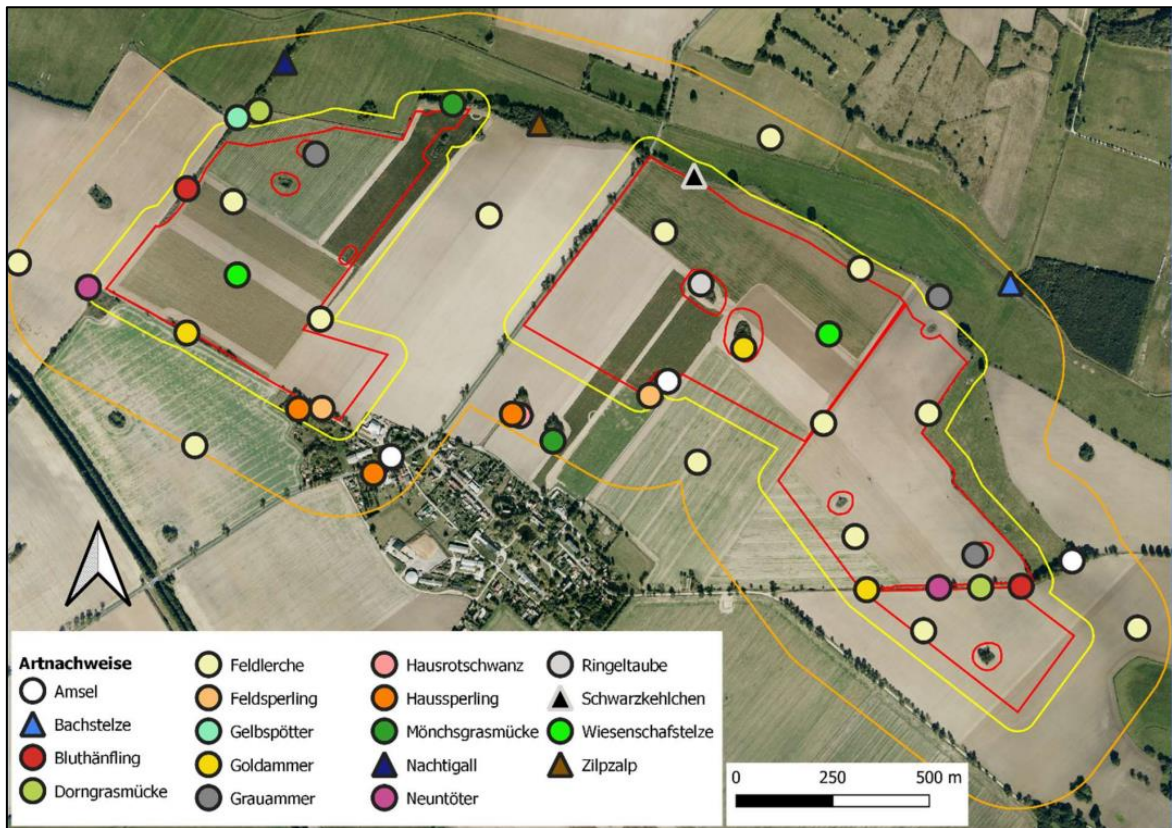 Artnachweise
Amsel
Bachstelze
Bluthänfling
Dorngrasmücke
Feldlerche
Feldsperling
Gelbspötter
Goldammer
Grauammer
Hausrotschwanz
Haussperling
Mönchsgrasmücke
Nachtigall
Neuntöter
Ringeltaube
Schwarzkehlchen
Wiesenschafstelze
Zilpzalp
0 250 500 m